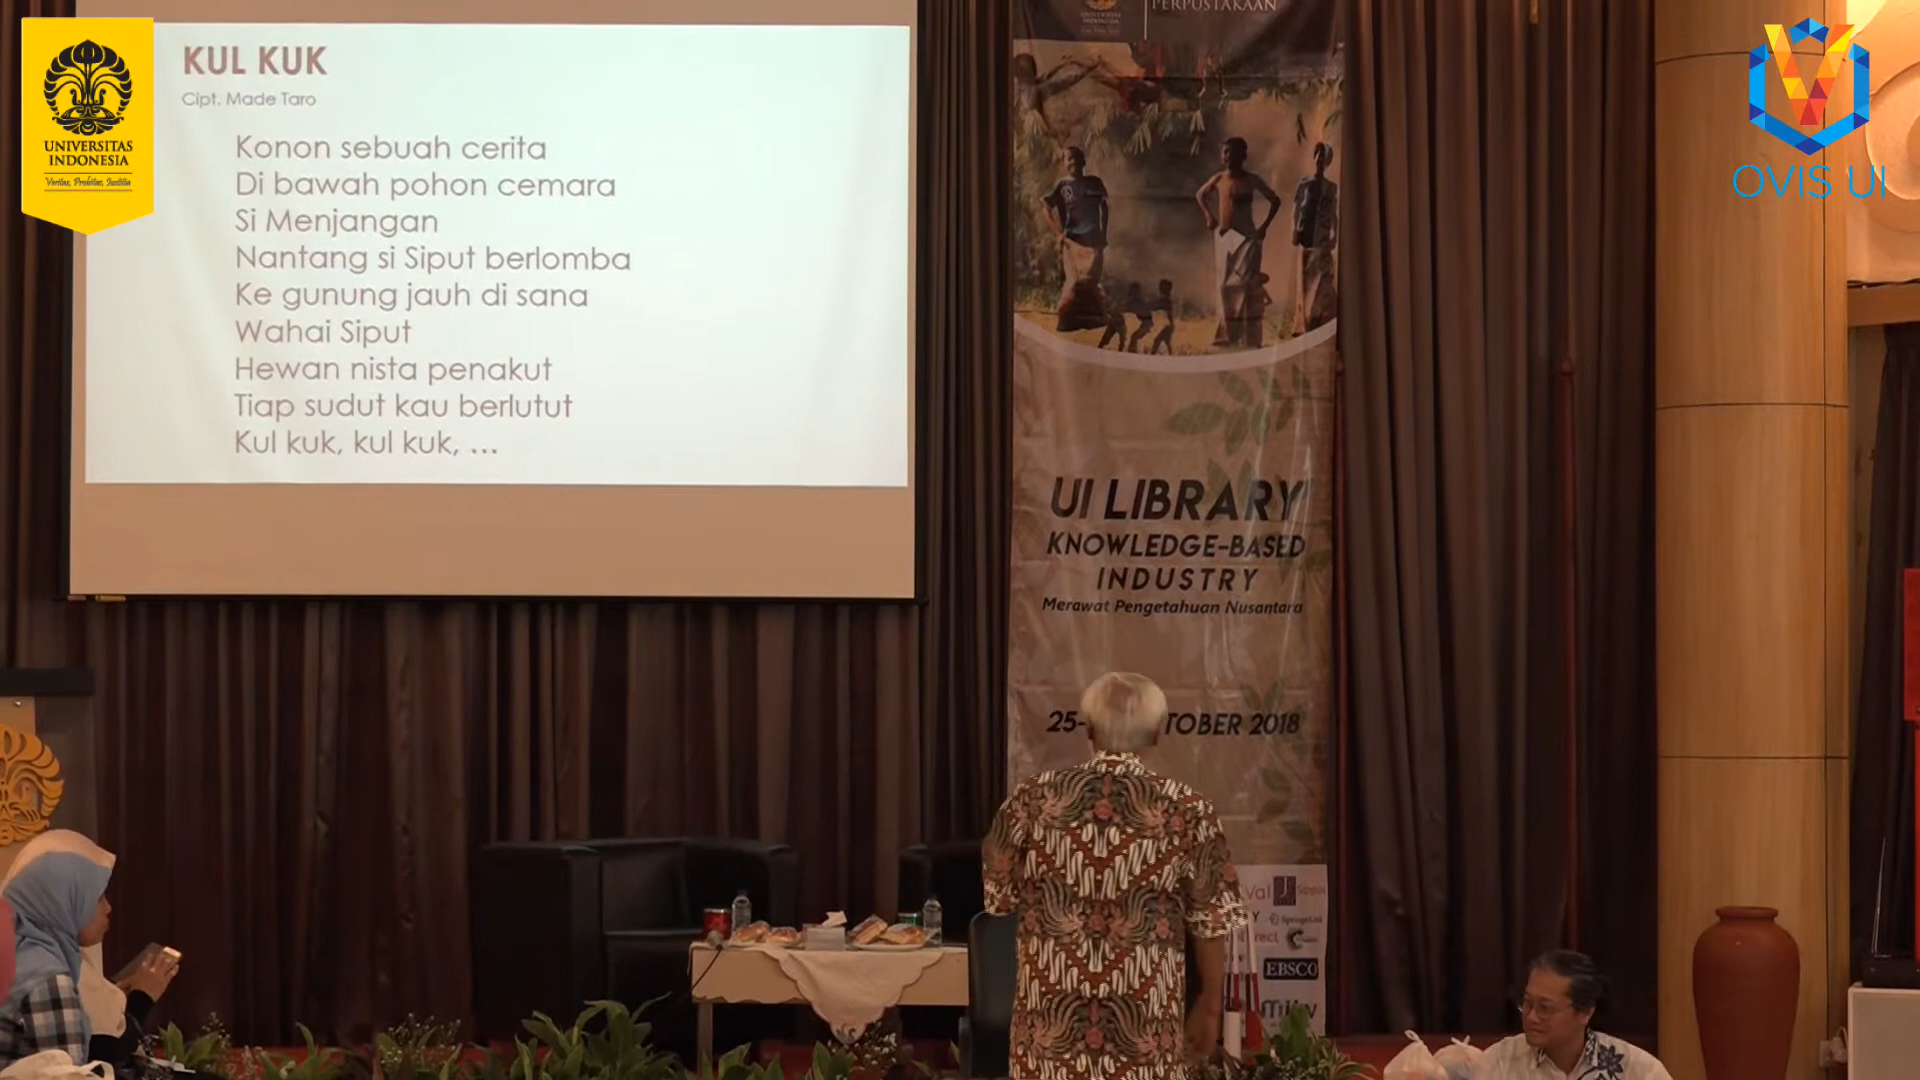 UNIVERSITAS
INDONESIA
Veritas, Probitas, Iustitia
KUL KUK
Cipt. Made Taro
Konon sebuah cerita
Di bawah pohon cemara
Si Menjangan
Nantang si Siput berlomba
Ke gunung jauh di sana
Wahai Siput
Hewan nista penakut
Tiap sudut kau berlutut
Kul kuk, kul kuk, ...
PERPUSTAKAAN
UI LIBRARY
KNOWLEDGE-BASED
INDUSTRY
Merawat Pengetahuan Nusantara
25- TOBER 2018
SpringerLink
EBSCO
OVIS UI